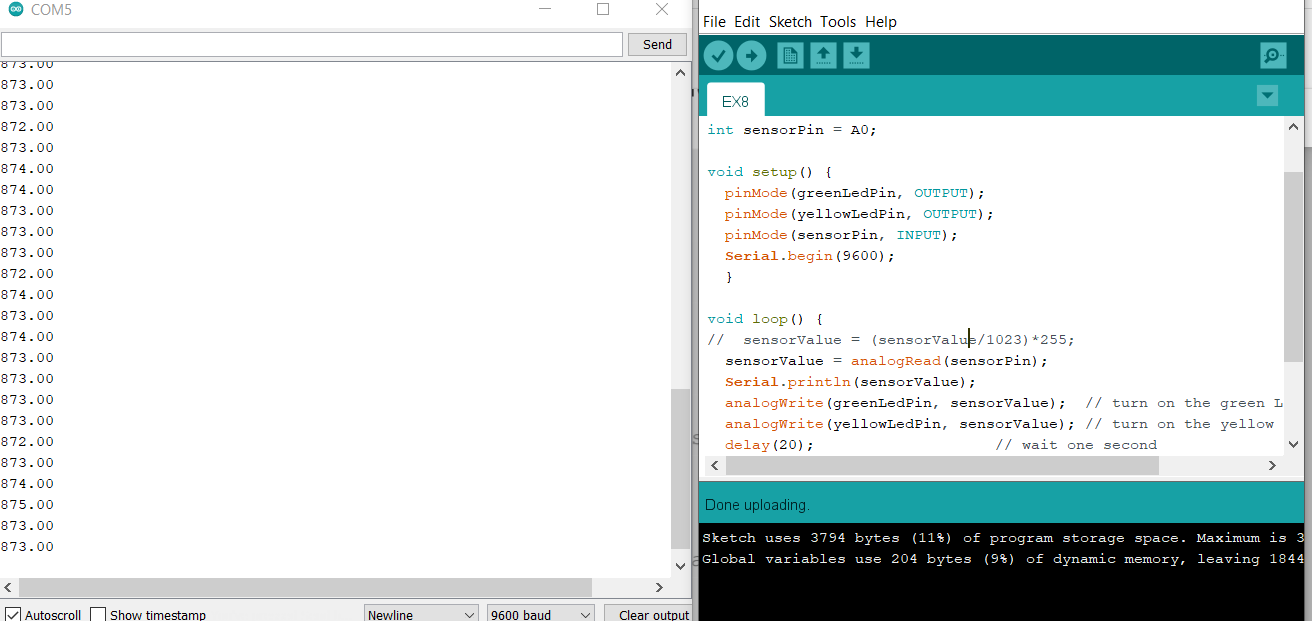 COM5
Send
873.00
873.00
873.00
872.00
873.00
874.00
874.00
873.00
873.00
873.00
872.00
874.00
873.00
874.00
873.00
873.00
873.00
873.00
872.00
873.00
874.00
875.00
873.00
873.00
Autoscroll Show timestamp Newline 9600 baud Clear output
File Edit Sketch Tools Help
EX8
int sensorPin = A0;
void setup() {
pinMode(greenLedPin, OUTPUT);
pinMode(yellowLedPin, OUTPUT);
pinMode(sensorPin, INPUT);
Serial.begin(9600);
}
void loop() {
// sensorValue = (sensorValue/1023)*255;
sensorValue = analogRead(sensorPin);
Serial.println(sensorValue);
analogWrite(greenLedPin, sensorValue); // turn on the green L
analogWrite(yellowLedPin, sensorValue); // turn on the yellow
delay(20); // wait one second
Done uploading.
Sketch uses 3794 bytes (11%) of program storage space. Maximum is 3
Global variables use 204 bytes (9%) of dynamic memory, leaving 1844